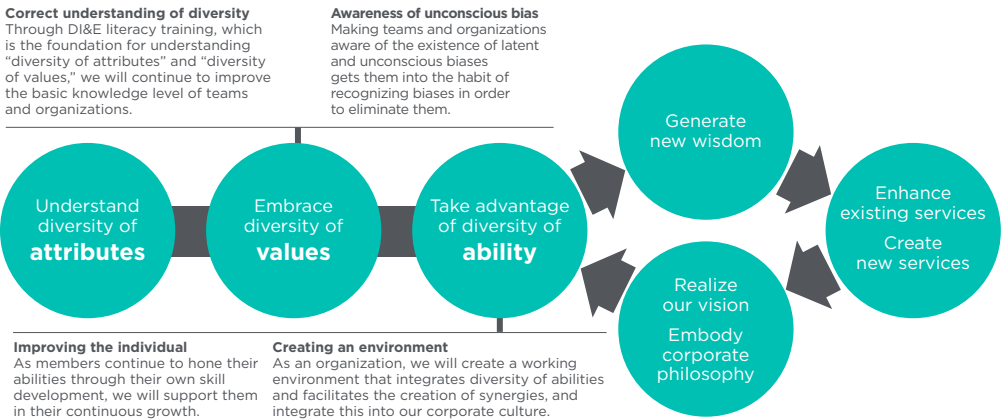 Correct understanding of diversity
Through DI&E literacy training, which
is the foundation for understanding
“diversity of attributes” and “diversity
of values,” we will continue to improve
the basic knowledge level of teams
and organizations.
Awareness of unconscious bias
Making teams and organizations
aware of the existence of latent
and unconscious biases
gets them into the habit of
recognizing biases in order
to eliminate them.
Understand
diversity of
attributes
Embrace
diversity of
values
Take advantage
of diversity of
ability
Generate
new wisdom
Enhance
existing services
Create
new services
Realize
our vision
Embody
corporate
philosophy
Improving the individual
As members continue to hone their
abilities through their own skill
development, we will support them
in their continuous growth.
Creating an environment
As an organization, we will create a working
environment that integrates diversity of abilities
and facilitates the creation of synergies, and
integrate this into our corporate culture.